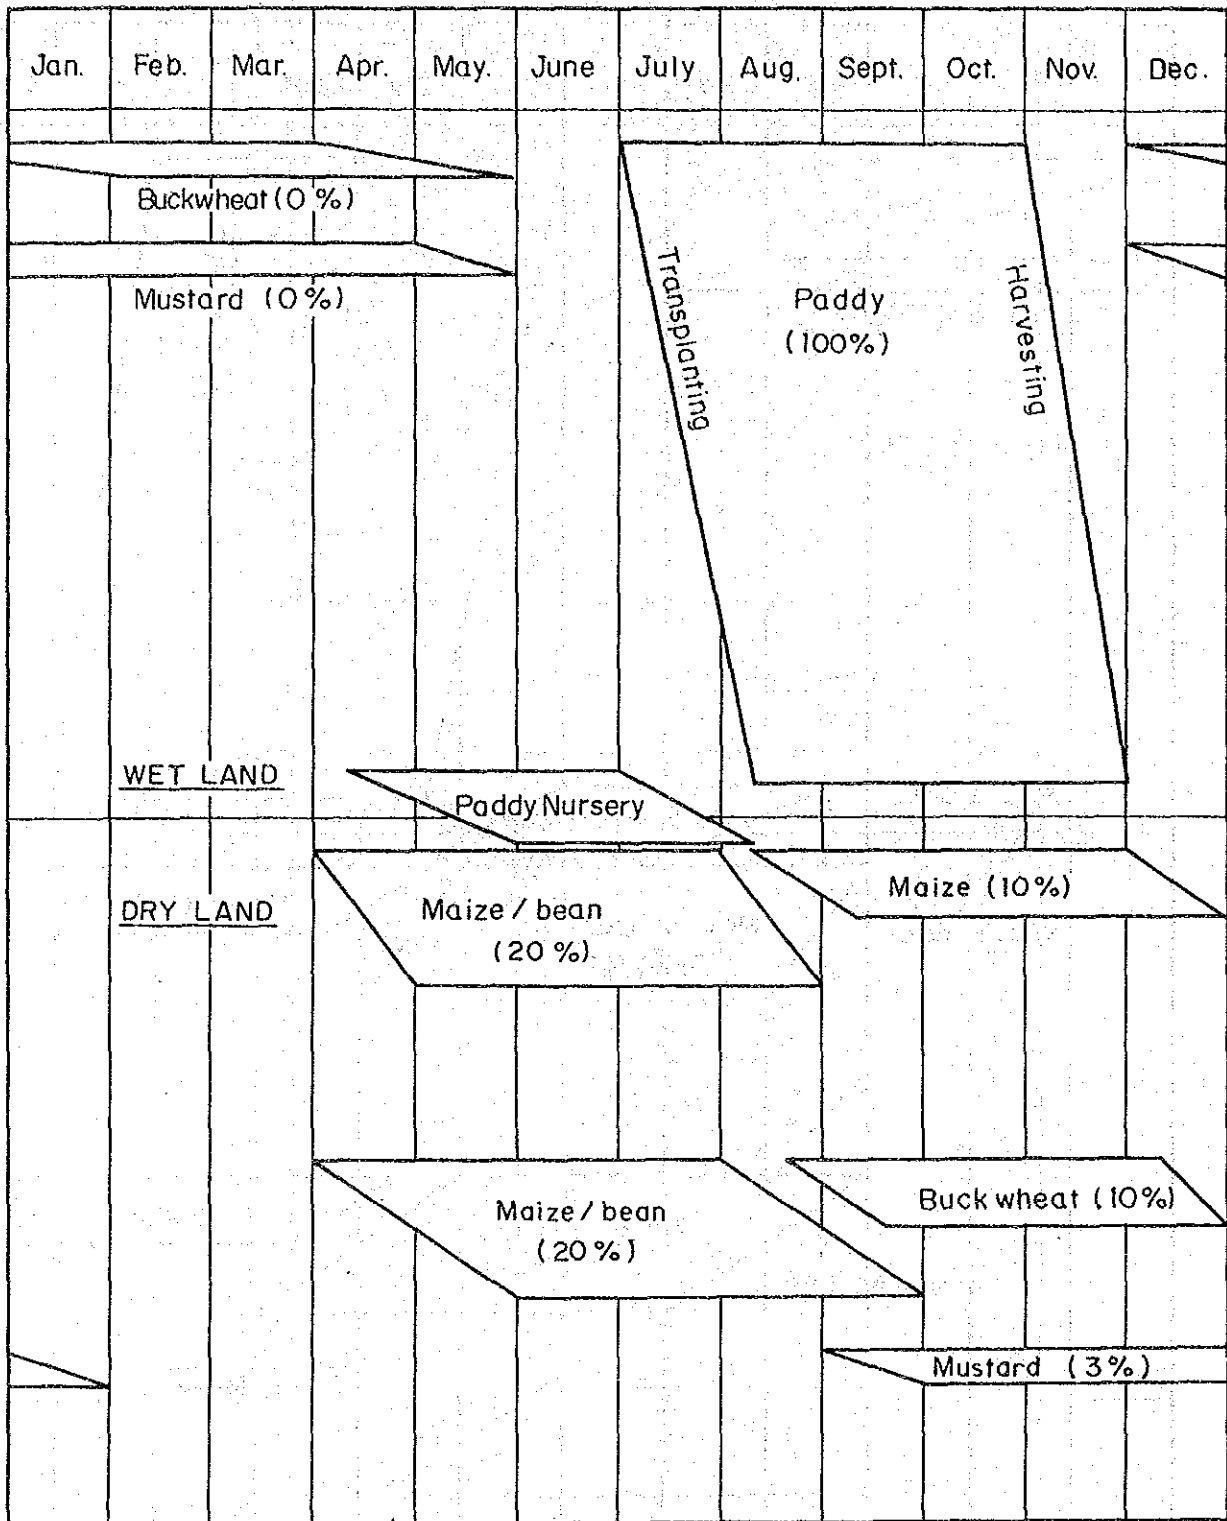 Jan. Feb. Mar. Apr. May. June July Aug. Sept. Oct. Nov. Dec.
Buckwheat (0 %)
Mustard (0 %)
Transplanting
Paddy
(100%)
Harvesting
WET LAND
Paddy Nursery
DRY LAND
Maize / bean
(20 %)
Maize (10%)
Maize / bean
(20 %)
Buck wheat (10%)
Mustard (3%)